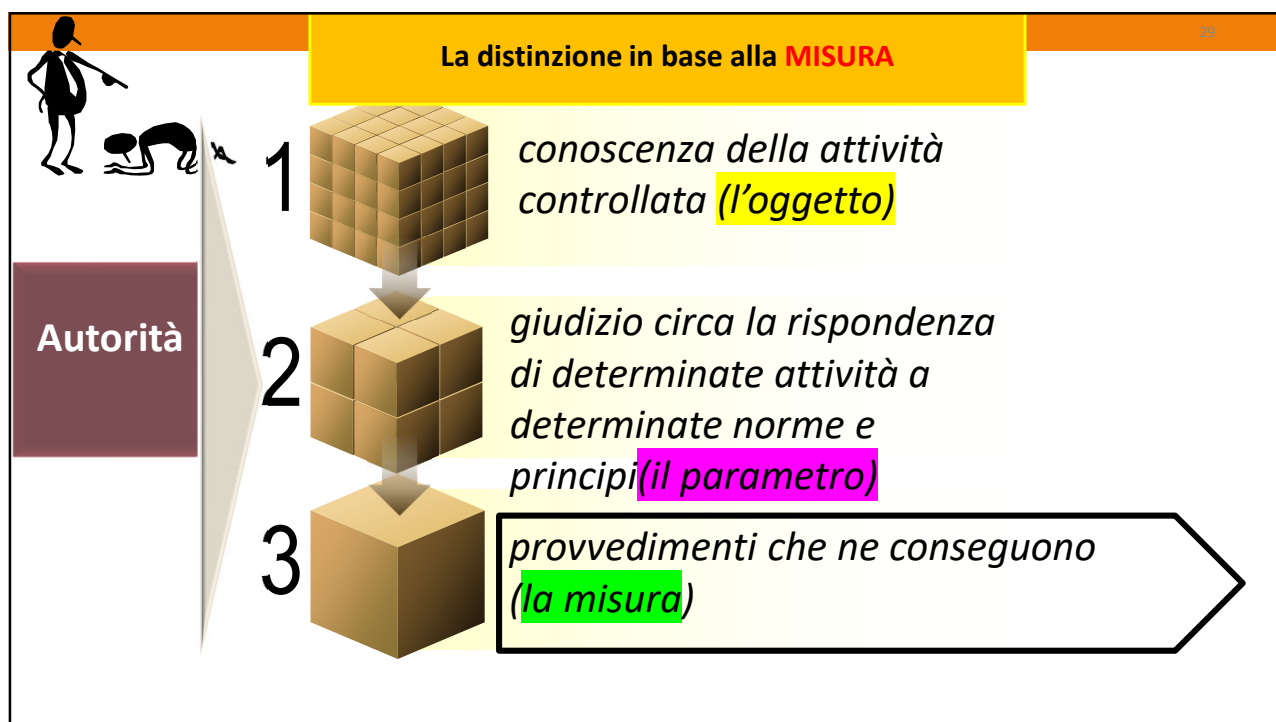 29
La distinzione in base alla MISURA
Autorità
1
conoscenza della attività
controllata (l'oggetto)
2
giudizio circa la rispondenza
di determinate attività a
determinate norme e
principi(il parametro)
3
provvedimenti che ne conseguono
(la misura)